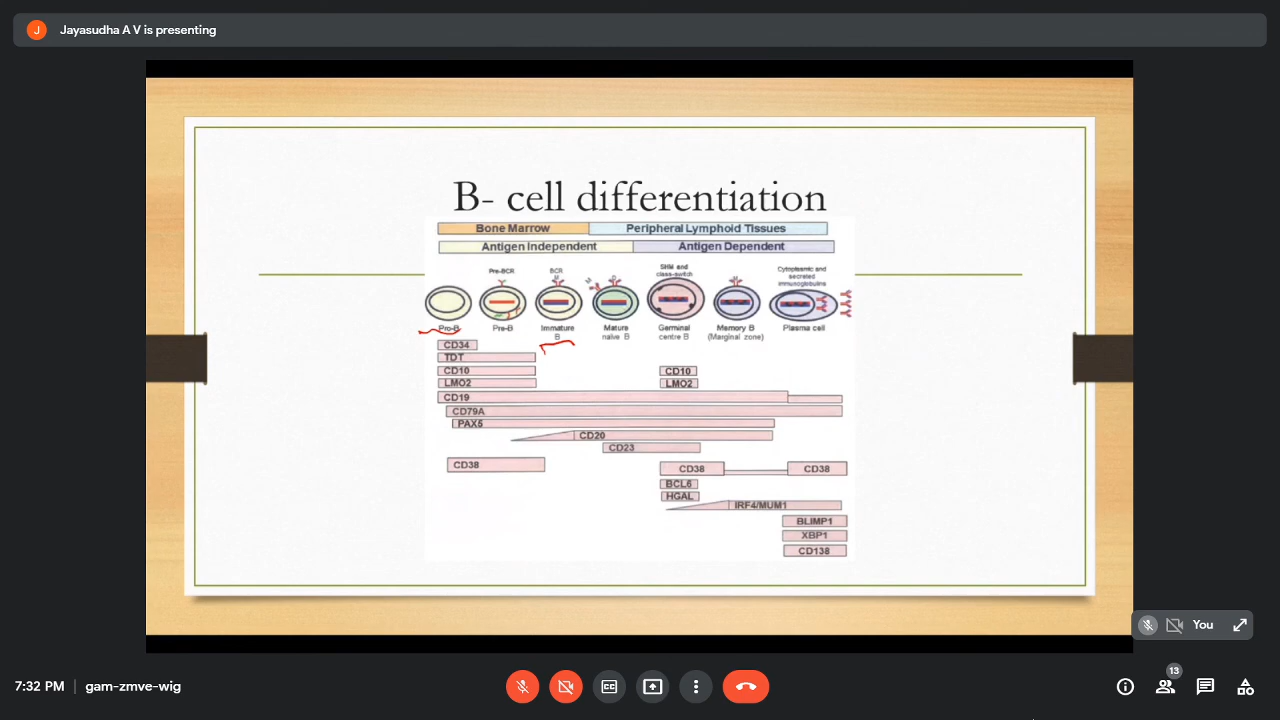 J Jayasudha A V is presenting
B- cell differentiation
Bone Marrow Peripheral Lymphoid Tissues
Antigen Independent Antigen Dependent
Pre-BCR BCR SHM and class-switch Cytoplasmic and secreted immunoglobulins
M M D M
Pro-B Pre-B Immature B Mature naive B Germinal centre B Memory B (Marginal zone) Plasma cell
CD34
TDT
CD10 CD10
LMO2 LMO2
CD19
CD79A
PAX5
CD20
CD23
CD38 CD38 CD38
BCL6
HGAL
IRF4/MUM1
BLIMP1
XBP1
CD138
You
7:32 PM gam-zmve-wig
13